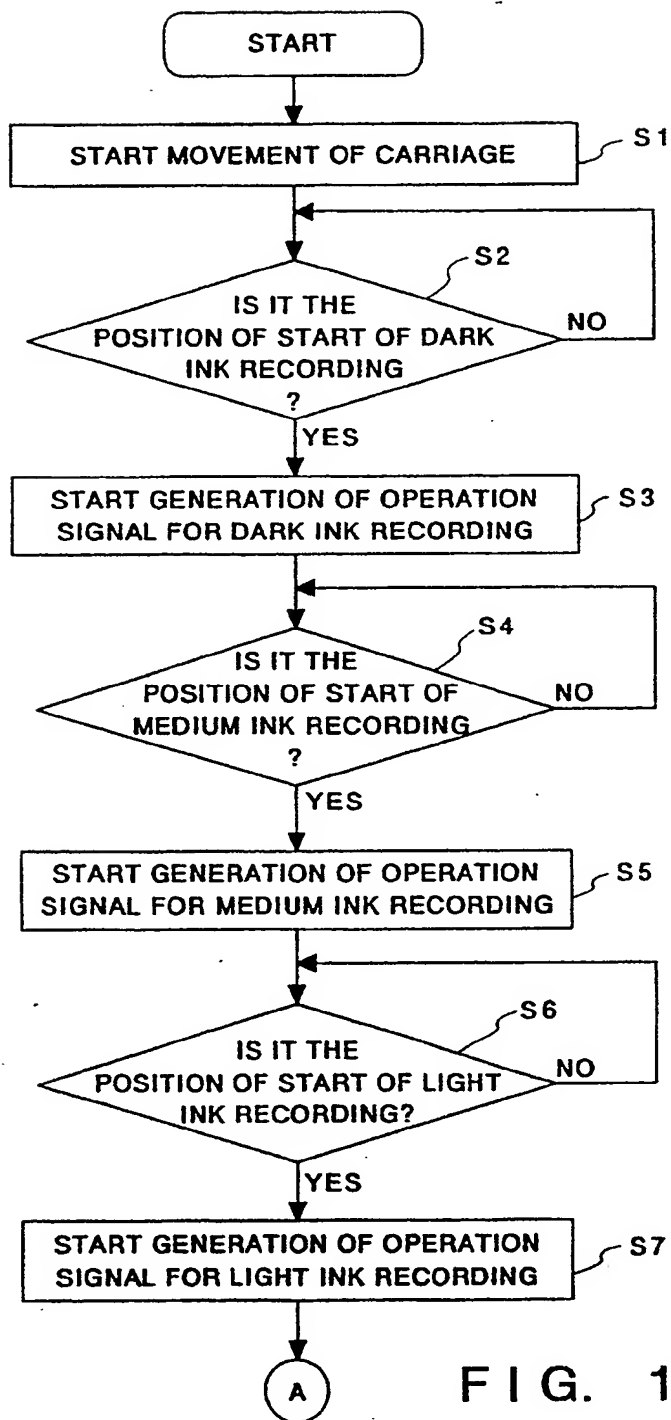 START
START MOVEMENT OF CARRIAGE
S1
S2
IS IT THE
POSITION OF START OF DARK
INK RECORDING
?
NO
YES
START GENERATION OF OPERATION
SIGNAL FOR DARK INK RECORDING
S3
S4
IS IT THE
POSITION OF START OF
MEDIUM INK RECORDING
?
NO
YES
START GENERATION OF OPERATION
SIGNAL FOR MEDIUM INK RECORDING
S5
S6
IS IT THE
POSITION OF START OF LIGHT
INK RECORDING?
NO
YES
START GENERATION OF OPERATION
SIGNAL FOR LIGHT INK RECORDING
S7
A
FIG. 1